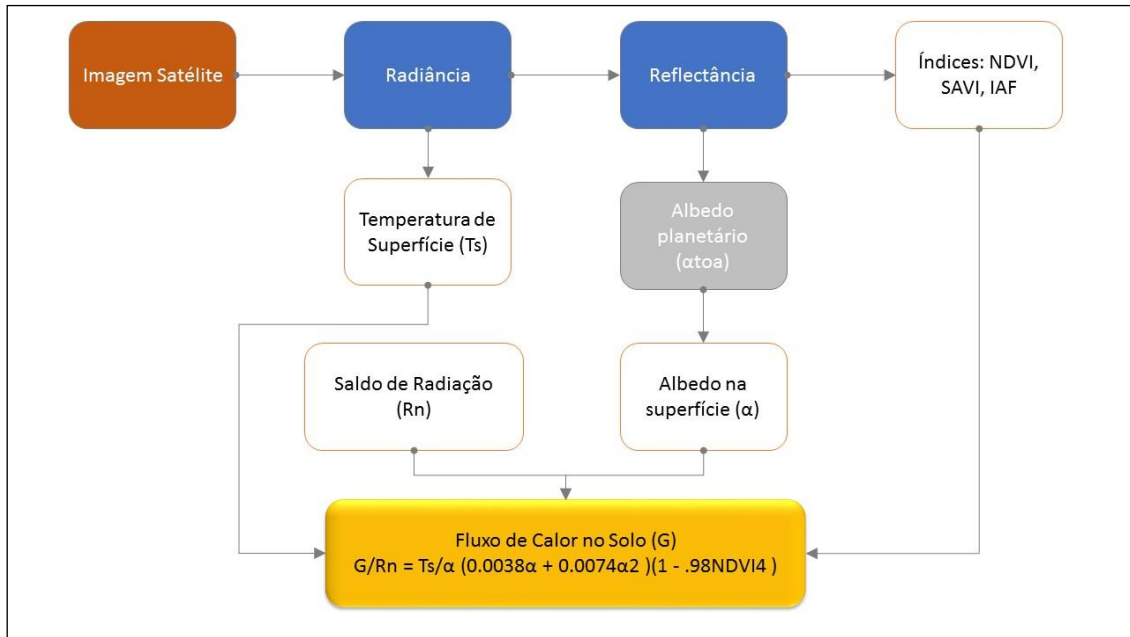 Imagem Satélite
Radiância
Reflectância
Índices: NDVI,
SAVI, IAF
Temperatura de
Superfície (Ts)
Albedo
planetário
(αtoa)
Saldo de Radiação
(Rn)
Albedo na
superfície (α)
Fluxo de Calor no Solo (G)
G/Rn = Ts/α (0.0038α + 0.0074α2 )(1 - .98NDVI4 )